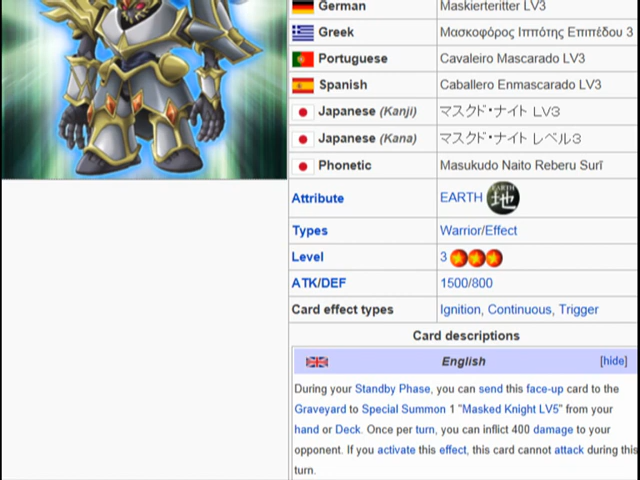 German Maskierteritter LV3
Greek Μασκοφόρος Ιππότης Επιπέδου 3
Portuguese Cavaleiro Mascarado LV3
Spanish Caballero Enmascarado LV3
Japanese (Kanji) マスクド・ナイト LV3
Japanese (Kana) マスクド・ナイト レベル3
Phonetic Masukudo Naito Reberu Surī
Attribute EARTH EARTH 地
Types Warrior/Effect
Level 3
ATK/DEF 1500/800
Card effect types Ignition, Continuous, Trigger
Card descriptions
English [hide]
During your Standby Phase, you can send this face-up card to the
Graveyard to Special Summon 1 "Masked Knight LV5" from your
hand or Deck. Once per turn, you can inflict 400 damage to your
opponent. If you activate this effect, this card cannot attack during this
turn.